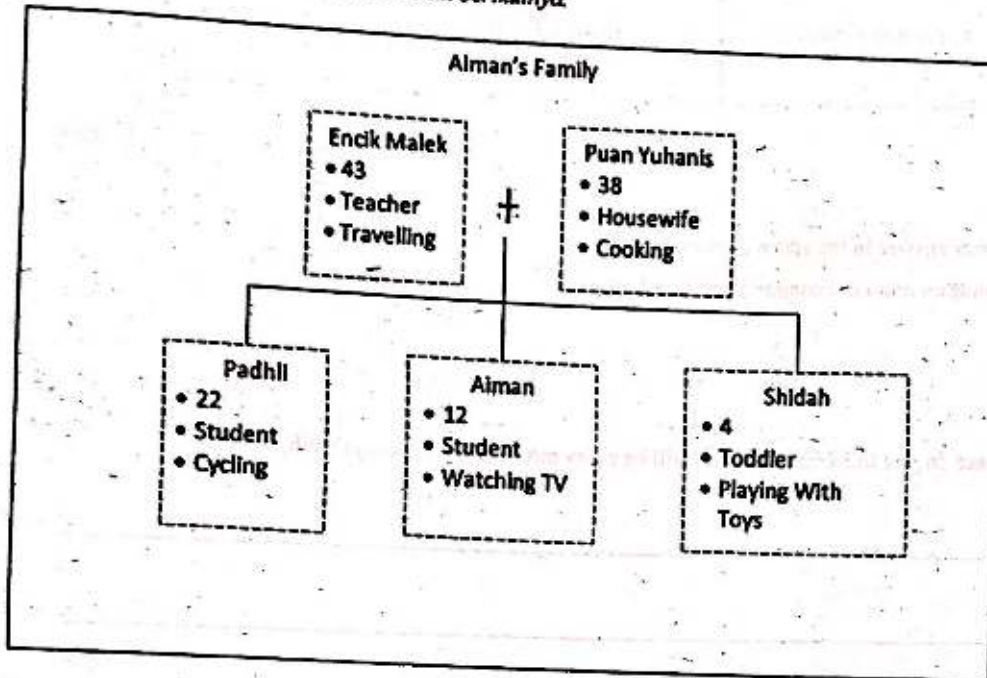 Aiman's Family
Encik Malek
• 43
• Teacher
• Travelling
Puan Yuhanis
• 38
• Housewife
• Cooking
Padhil
• 22
• Student
• Cycling
Aiman
• 12
• Student
• Watching TV
Shidah
• 4
• Toddler
• Playing With
Toys